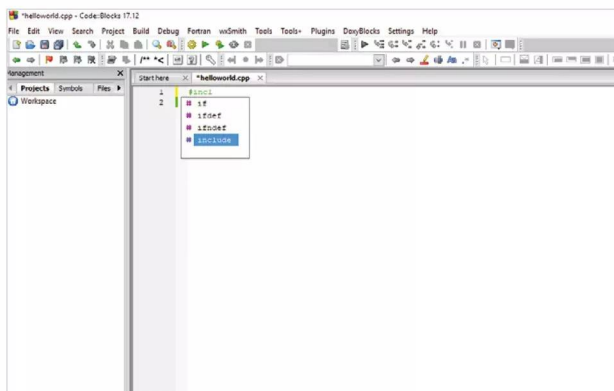 *helloworld.cpp - Code::Blocks 17.12
File Edit View Search Project Build Debug Fortran wxSmith Tools Tools+ Plugins DoxyBlocks Settings Help
/** *<
Management
Projects Symbols Files
Workspace
Start here *helloworld.cpp
1 #incl
2
# if
# ifdef
# ifndef
# include